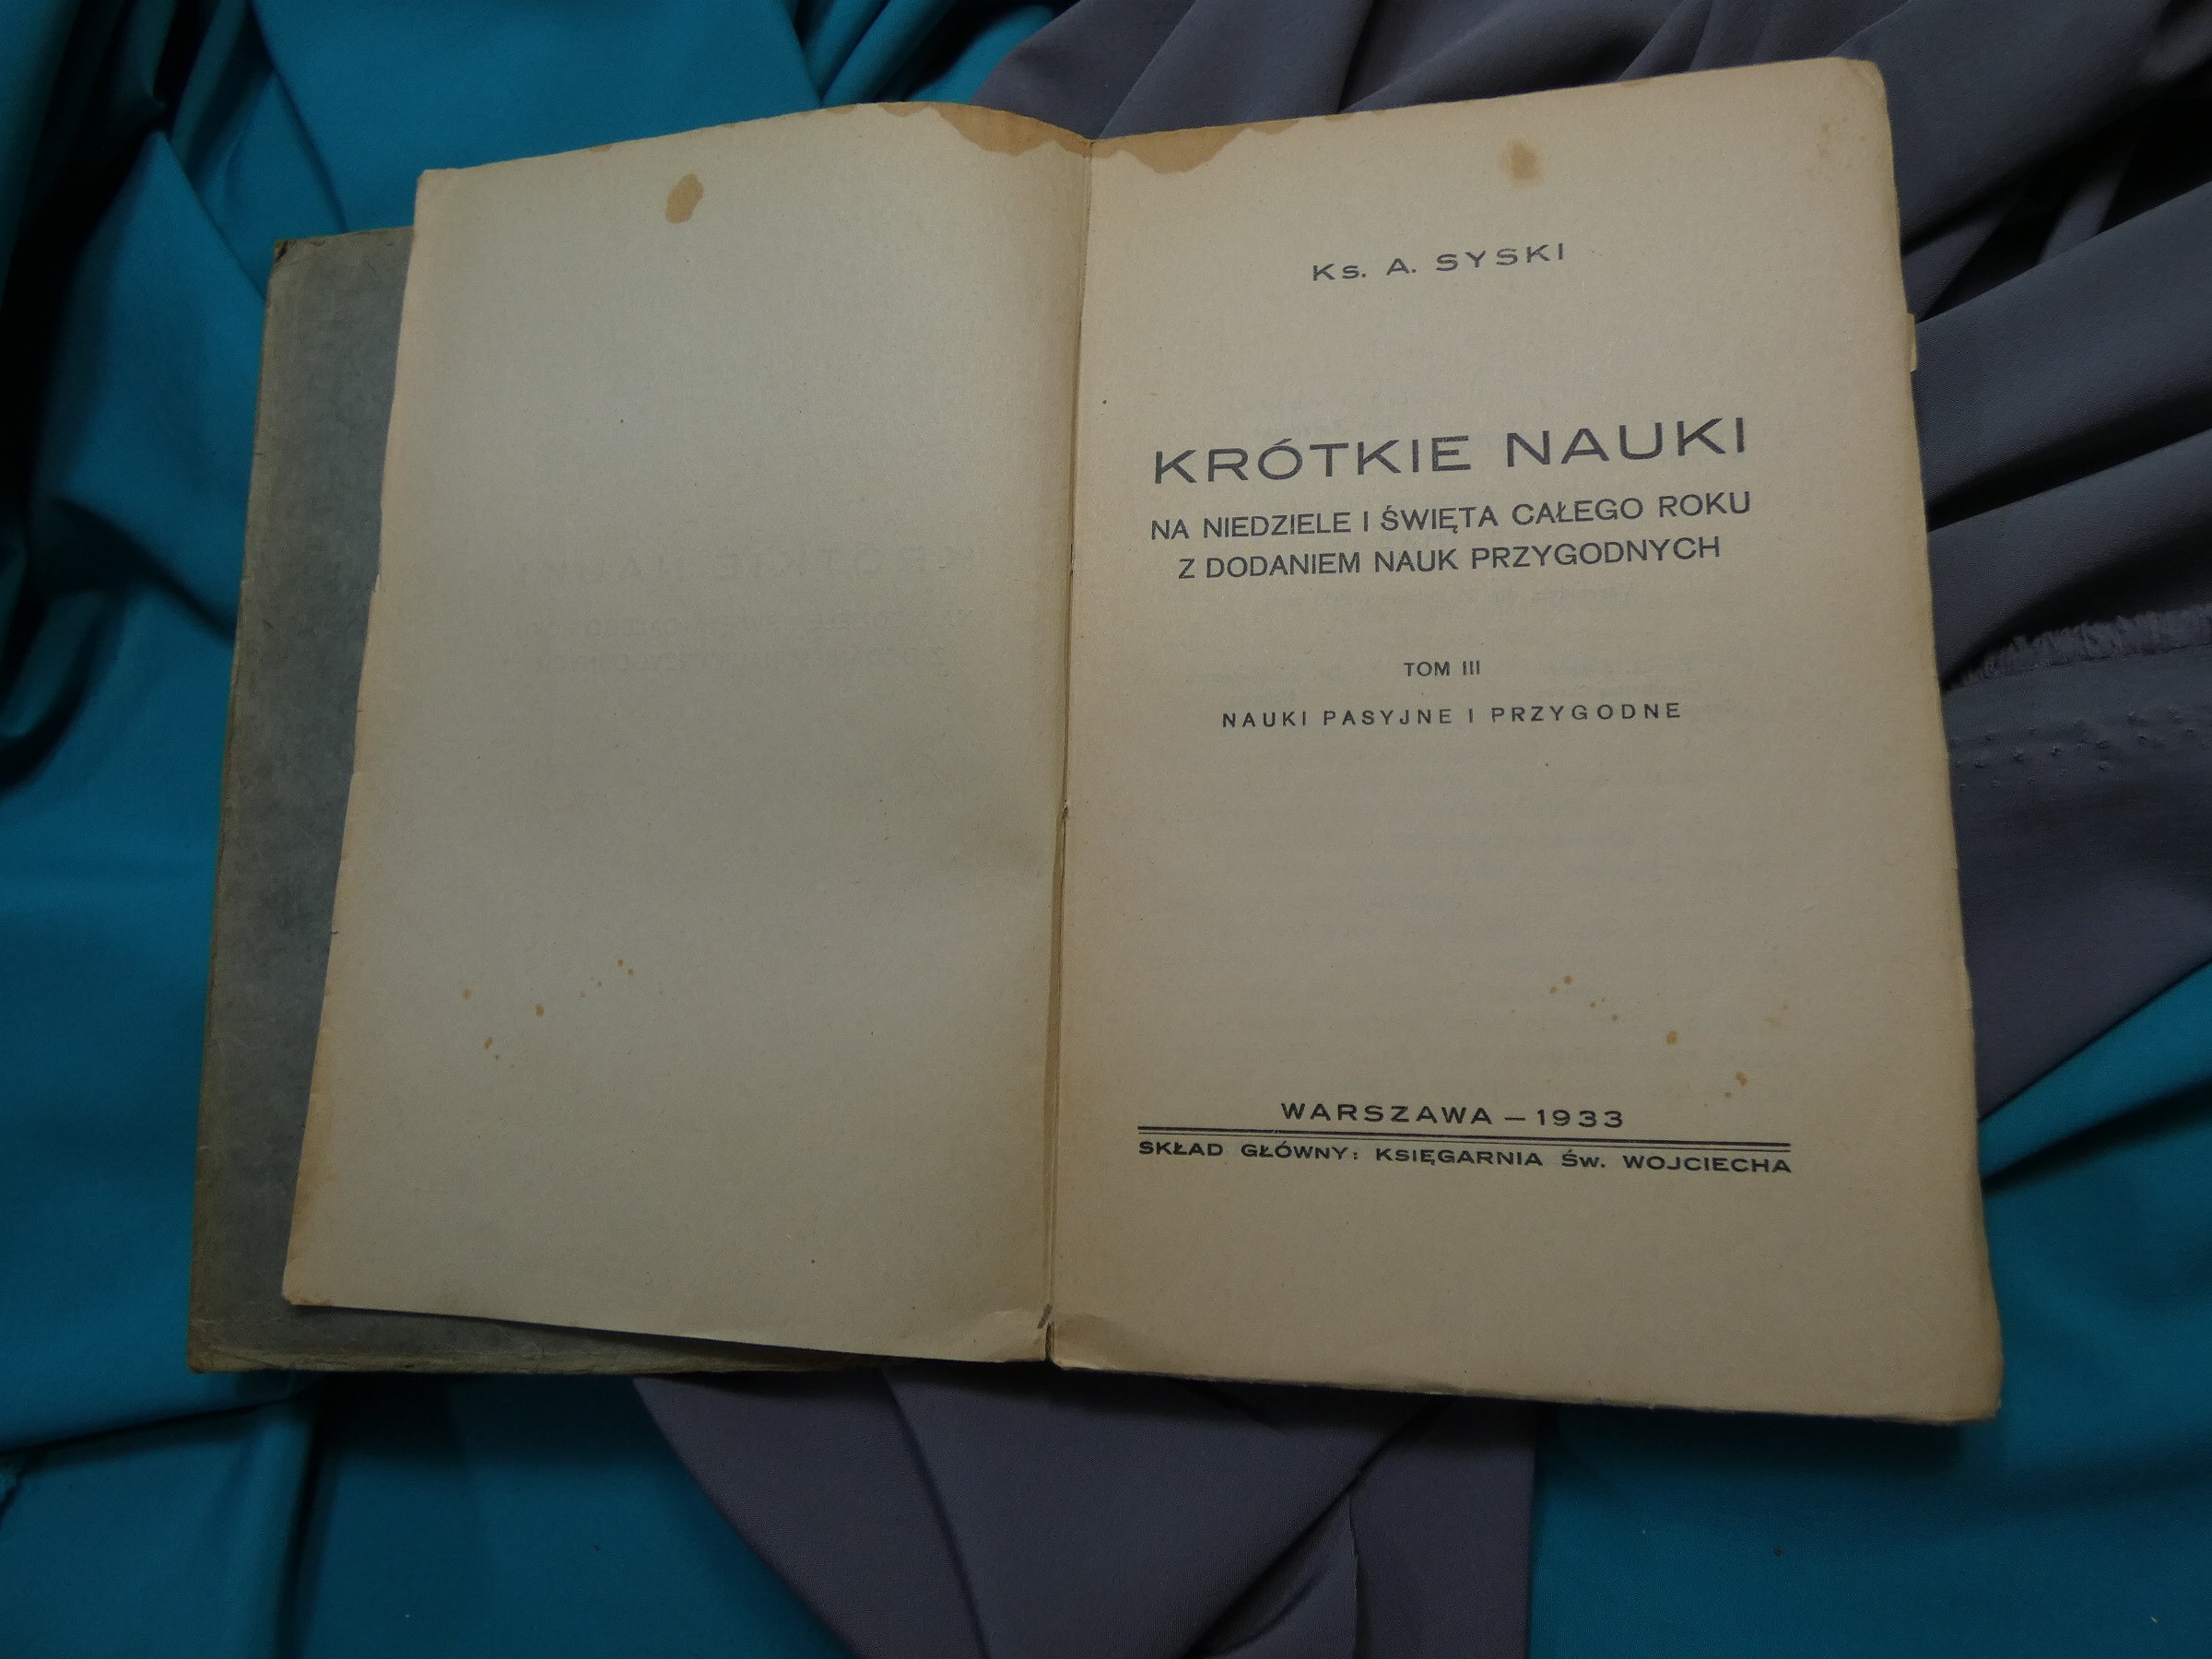 Ks. A. SYSKI
KRÓTKIE NAUKI
NA NIEDZIELE I ŚWIĘTA CAŁEGO ROKU
Z DODANIEM NAUK PRZYGODNYCH
TOM III
NAUKI PASYJNE I PRZYGODNE
WARSZAWA – 1933
SKŁAD GŁÓWNY: KSIĘGARNIA Św. WOJCIECHA